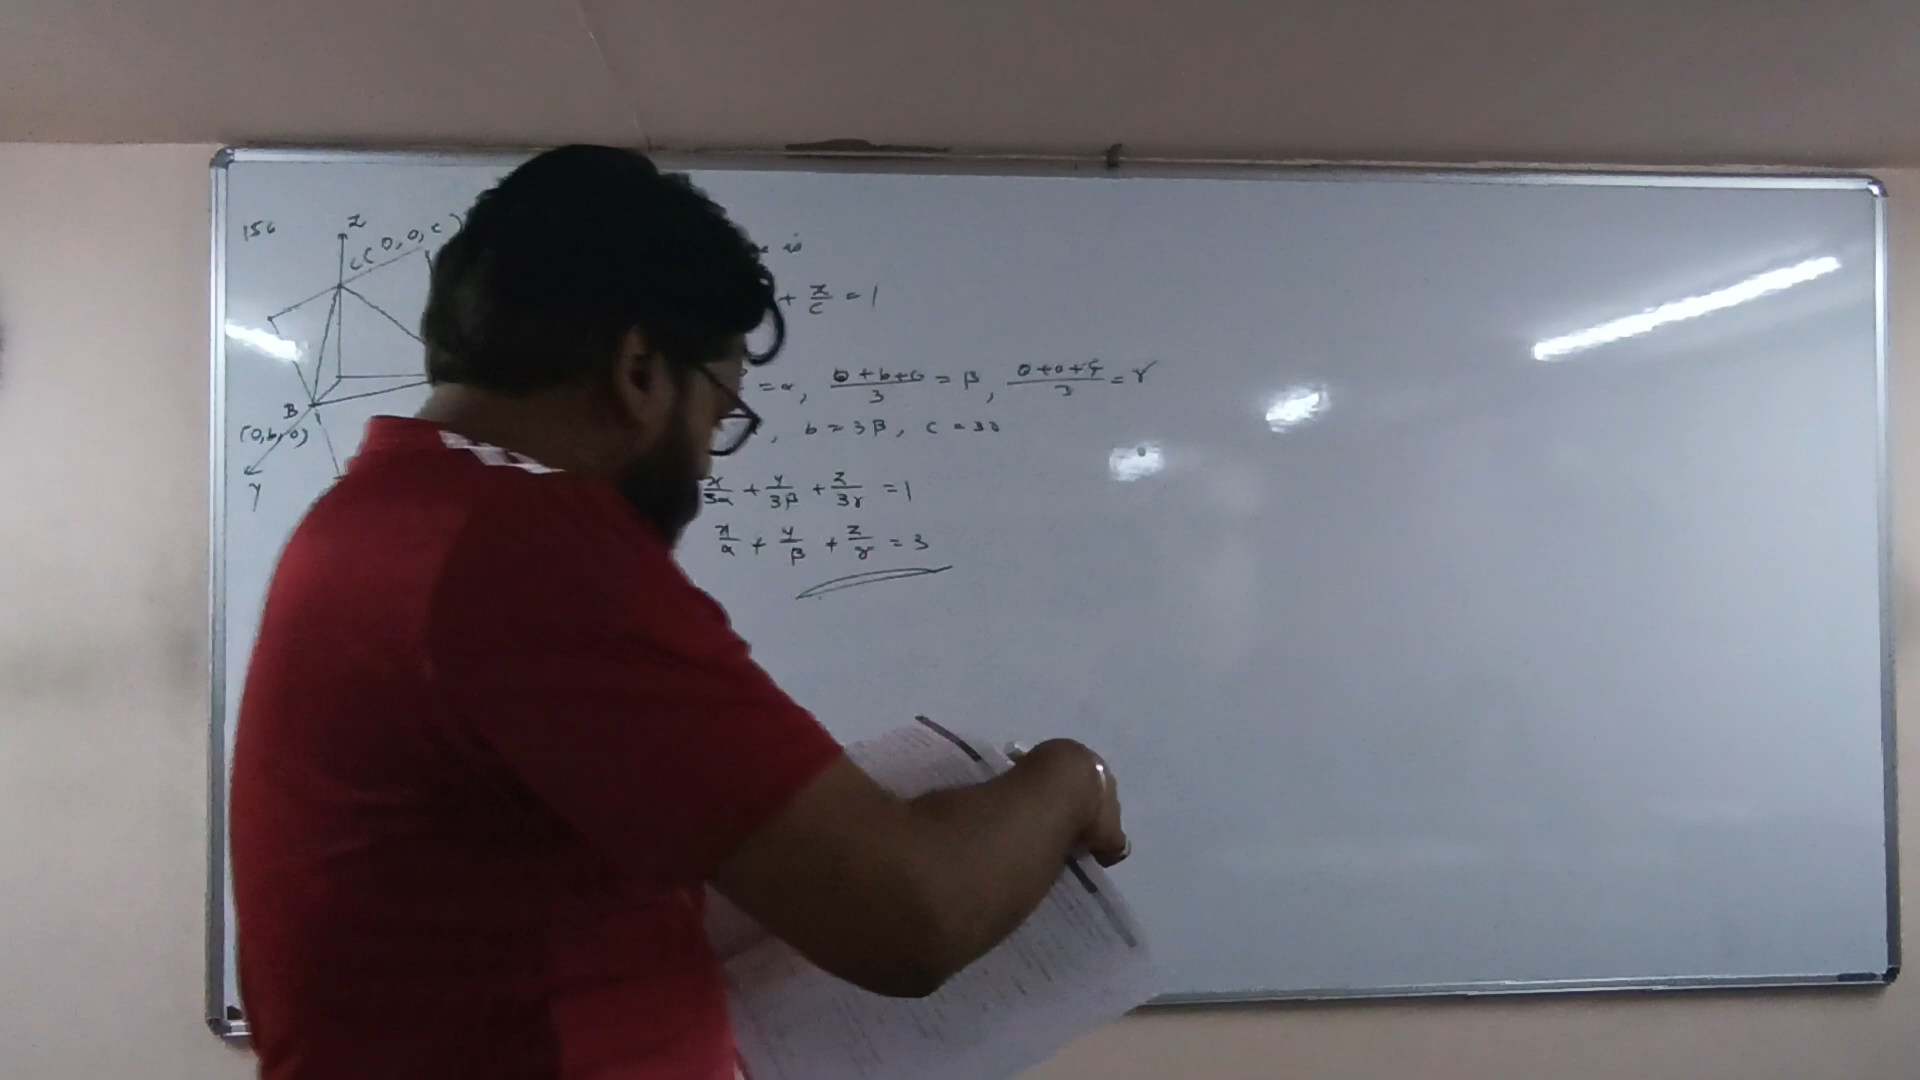 156
Z
C(0,0,c)
B
(0,b,0)
Y
is
+ z/c = 1
= α, (0+b+0)/3 = β, (0+0+c)/3 = γ
, b = 3β, c = 3γ
x/3α + y/3β + z/3γ = 1
x/α + y/β + z/γ = 3